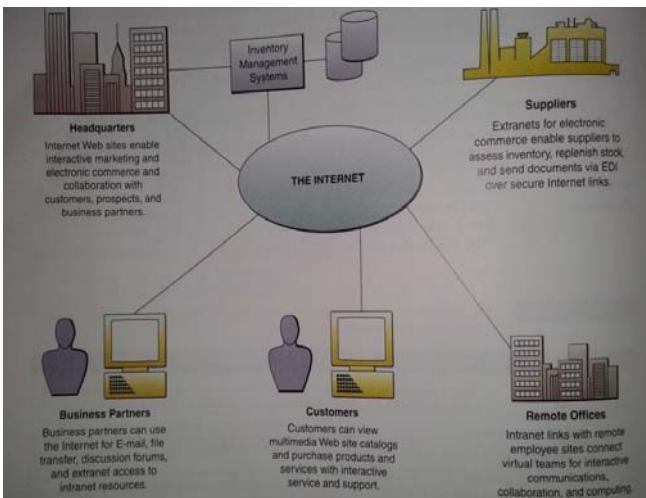 Inventory
Management
Systems
Headquarters
Internet Web sites enable
interactive marketing and
electronic commerce and
collaboration with
customers, prospects, and
business partners.
Suppliers
Extranets for electronic
commerce enable suppliers to
assess inventory, replenish stock,
and send documents via EDI
over secure Internet links.
THE INTERNET
Business Partners
Business partners can use
the Internet for E-mail, file
transfer, discussion forums,
and extranet access to
intranet resources.
Customers
Customers can view
multimedia Web site catalogs
and purchase products and
services with interactive
service and support.
Remote Offices
Intranet links with remote
employee sites connect
virtual teams for interactive
communications,
collaboration, and computing.